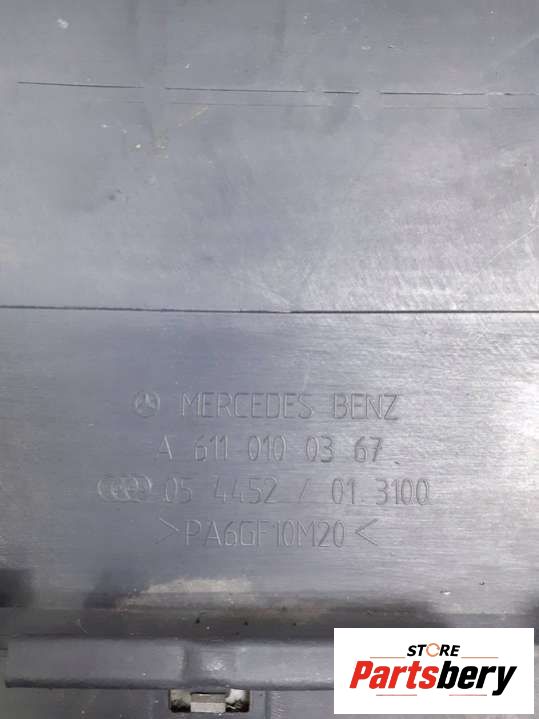 MERCEDES BENZ
A 611 010 03 67
05 4452 / 01 3100
>PA6GF10M20<
STORE
Partsbery